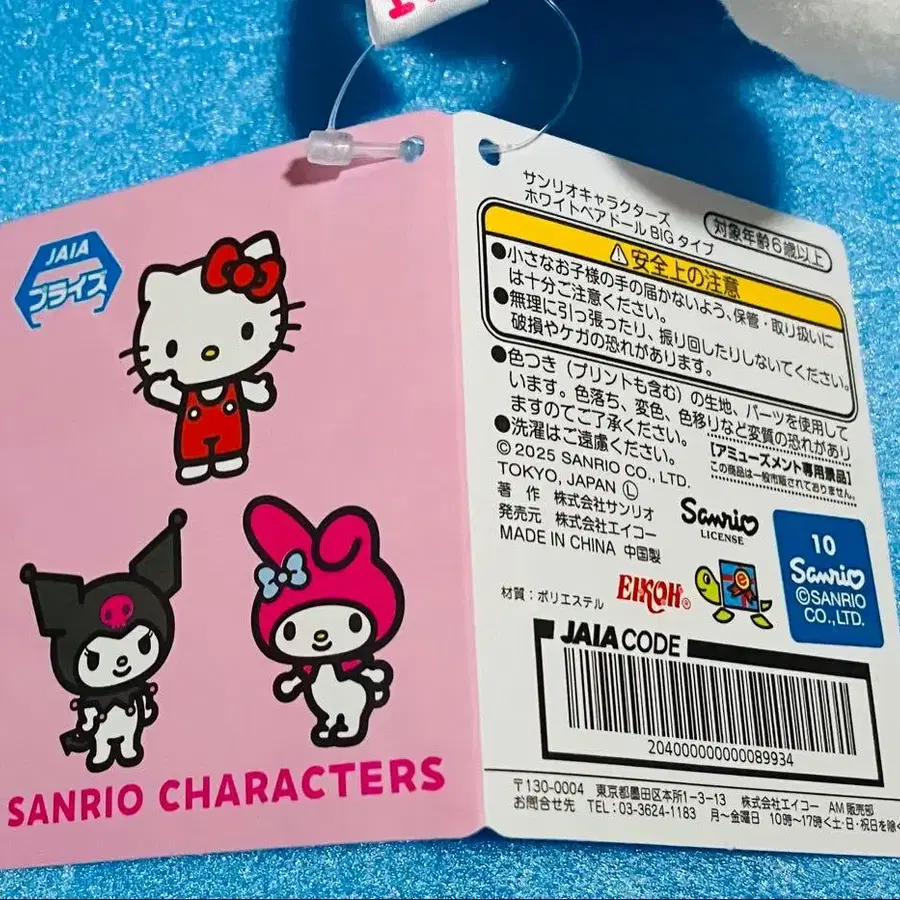 JAIA
プライズ
SANRIO CHARACTERS
サンリオキャラクターズ
ホワイトベアドール BIG タイプ
対象年齢6歳以上
安全上の注意
●小さなお子様の手の届かないよう、保管・取り扱いに
は十分ご注意ください。
●無理に引っ張ったり、振り回したりしないてください。
破損やケガの恐れがあります。
●色つき（プリントも含む）の生地、パーツを使用して
います。色落ち、変色、色移りなど変質の恐れがあり
ますのでご了承ください。
●洗濯はご遠慮ください。
[アミューズメント専用景品]
この商品は一般市販されておりません。
© 2025 SANRIO CO., LTD.
TOKYO, JAPAN Ⓛ
著 作 株式会社サンリオ
発売元 株式会社エイコー
MADE IN CHINA 中国製
Sanrio
LICENSE
材質：ポリエステル
EIKOH®
e
10
Sanrio
©SANRIO
CO.,LTD.
JAIA CODE
2040000000089934
〒130-0004 東京都墨田区本所1-3-13 株式会社エイコー AM販売部
お問合せ先 TEL：03-3624-1183 月～金曜日 10時～17時＜土・日・祝日を除く